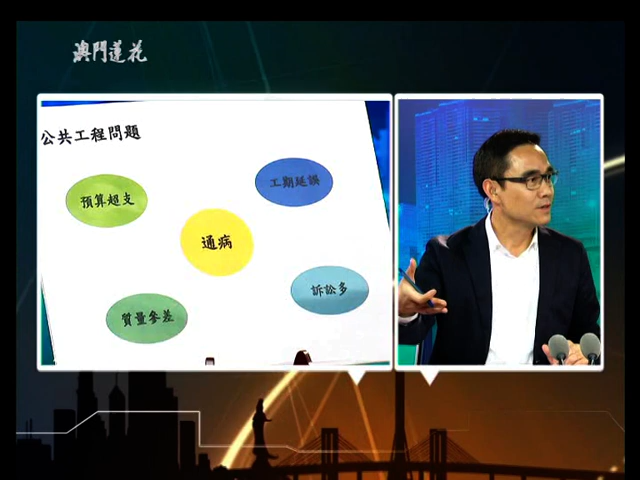 澳門蓮花
公共工程問題
預算超支
工期延誤
通病
質量參差
訴訟多